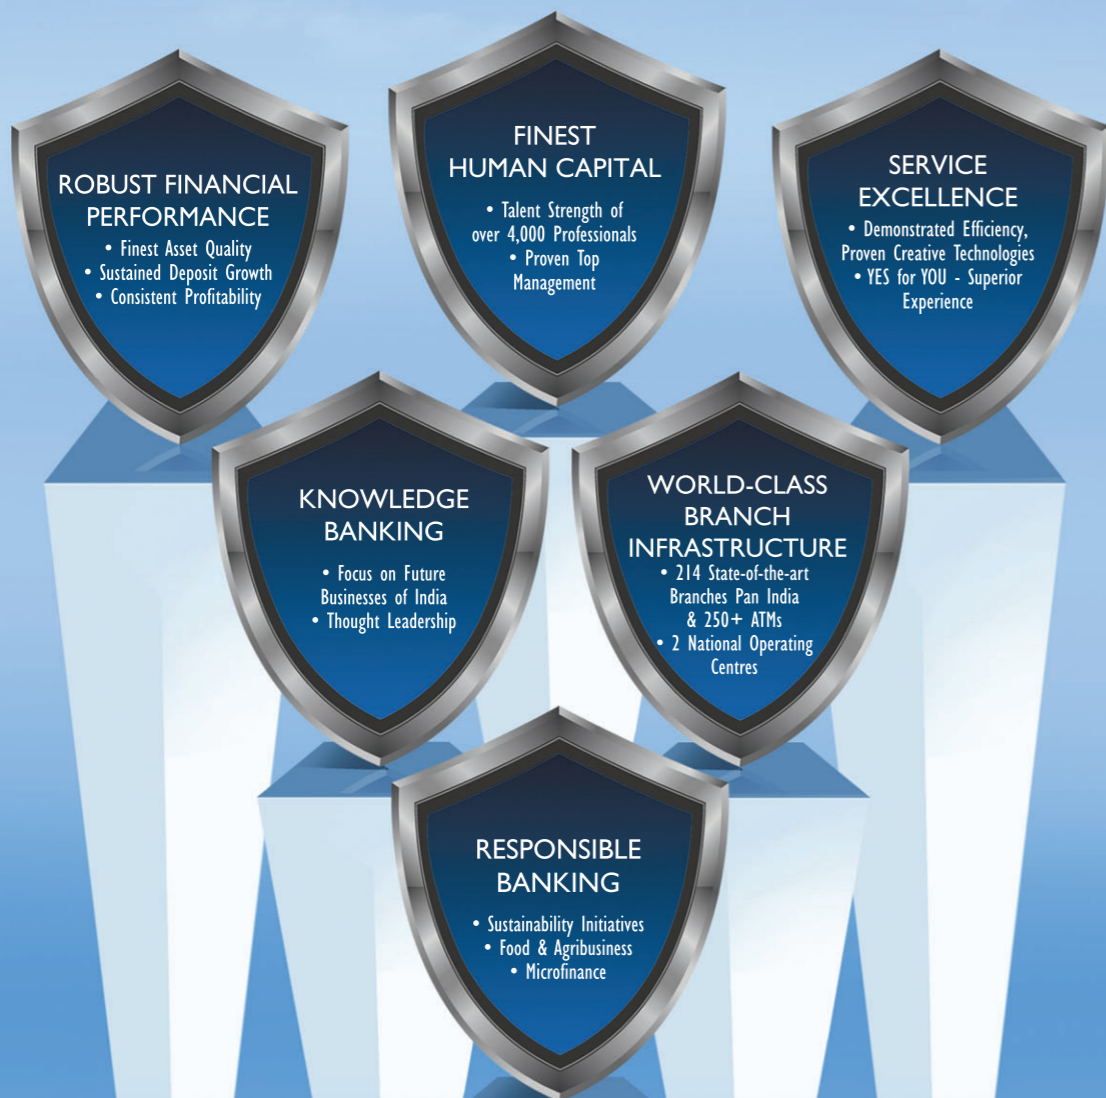 ROBUST FINANCIAL
PERFORMANCE
• Finest Asset Quality
• Sustained Deposit Growth
• Consistent Profitability
FINEST
HUMAN CAPITAL
• Talent Strength of
over 4,000 Professionals
• Proven Top
Management
SERVICE
EXCELLENCE
• Demonstrated Efficiency,
Proven Creative Technologies
• YES for YOU - Superior
Experience
KNOWLEDGE
BANKING
• Focus on Future
Businesses of India
• Thought Leadership
WORLD-CLASS
BRANCH
INFRASTRUCTURE
• 214 State-of-the-art
Branches Pan India
& 250+ ATMs
• 2 National Operating
Centres
RESPONSIBLE
BANKING
• Sustainability Initiatives
• Food & Agribusiness
• Microfinance